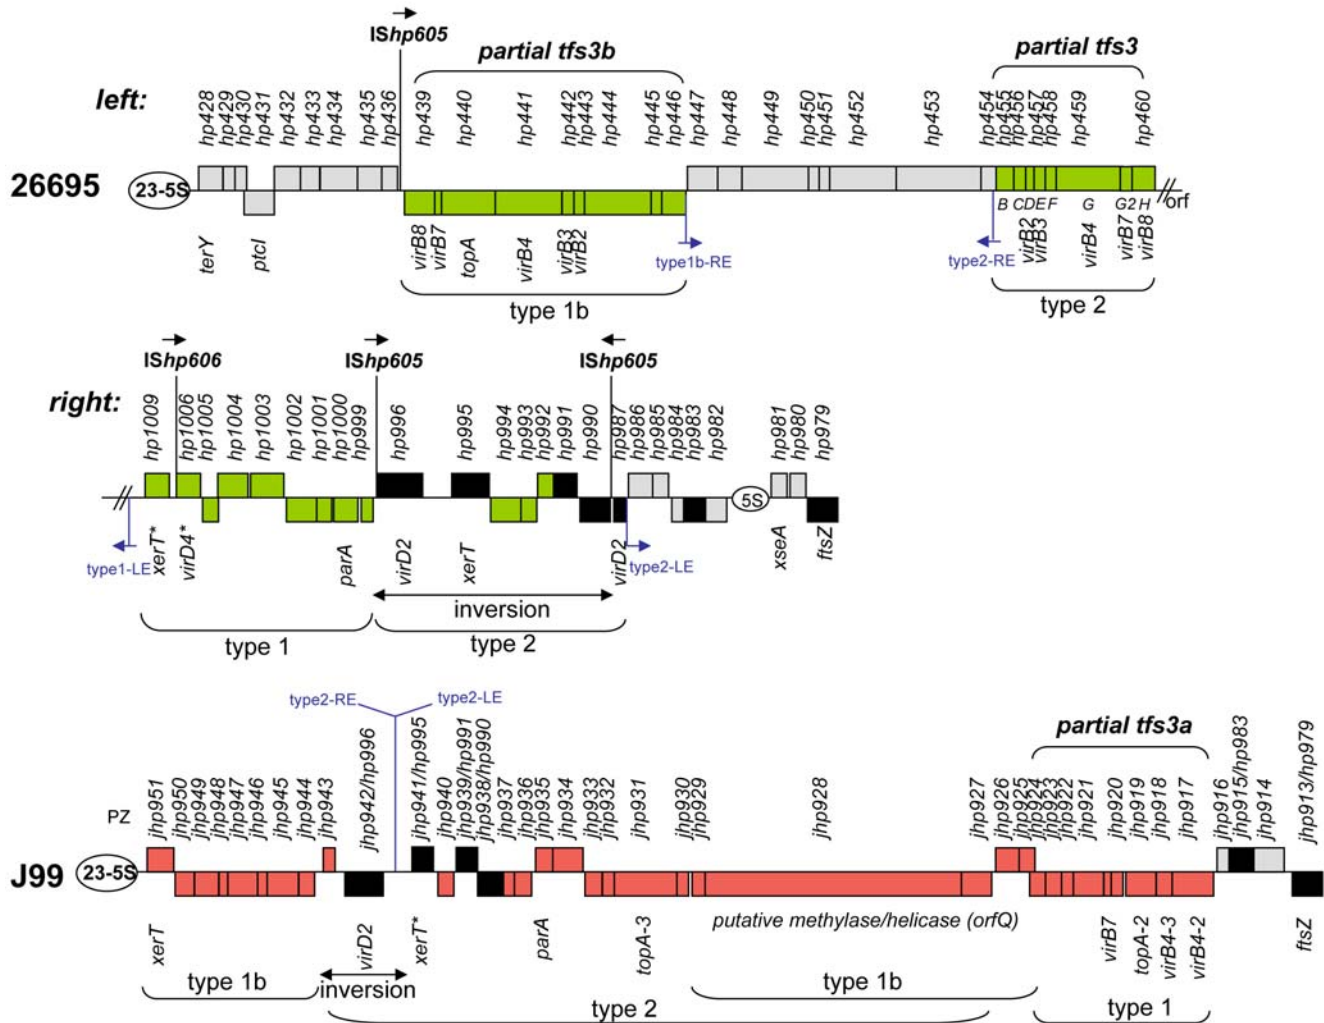 IShp605
partial tfs3b
partial tfs3
left:
hp428 hp429 hp430 hp431 hp432 hp433 hp434 hp435 hp436 hp439 hp440 hp441 hp442 hp443 hp444 hp445 hp446 hp447 hp448 hp449 hp450 hp451 hp452 hp453 hp454 hp455 hp456 hp457 hp458 hp459 hp460
26695
23-5S
B C D E F G G2 H
orf
terY ptcI virB8 virB7 topA virB4 virB3 virB2 virB2 virB3 virB4 virB7 virB8
type1b-RE
type2-RE
type 1b
type 2
IShp606 IShp605 IShp605
right:
hp1009 hp1006 hp1005 hp1004 hp1003 hp1002 hp1001 hp1000 hp999 hp996 hp995 hp994 hp993 hp992 hp991 hp990 hp987 hp986 hp985 hp984 hp983 hp982 hp981 hp980 hp979
5S
xerT* virD4* parA virD2 xerT virD2 xseA ftsZ
type1-LE
type2-LE
inversion
type 1
type 2
type2-RE
type2-LE
partial tfs3a
jhp951 jhp950 jhp949 jhp948 jhp947 jhp946 jhp945 jhp944 jhp943 jhp942/hp996 jhp941/hp995 jhp940 jhp939/hp991 jhp938/hp990 jhp937 jhp936 jhp935 jhp934 jhp933 jhp932 jhp931 jhp930 jhp929 jhp928 jhp927 jhp926 jhp925 jhp924 jhp923 jhp922 jhp921 jhp920 jhp919 jhp918 jhp917 jhp916 jhp915/hp983 jhp914 jhp913/hp979
PZ
J99
23-5S
putative methylase/helicase (orfQ)
xerT virD2 xerT* parA topA-3 virB7 topA-2 virB4-3 virB4-2 ftsZ
type 1b
inversion
type 1b
type 2
type 1